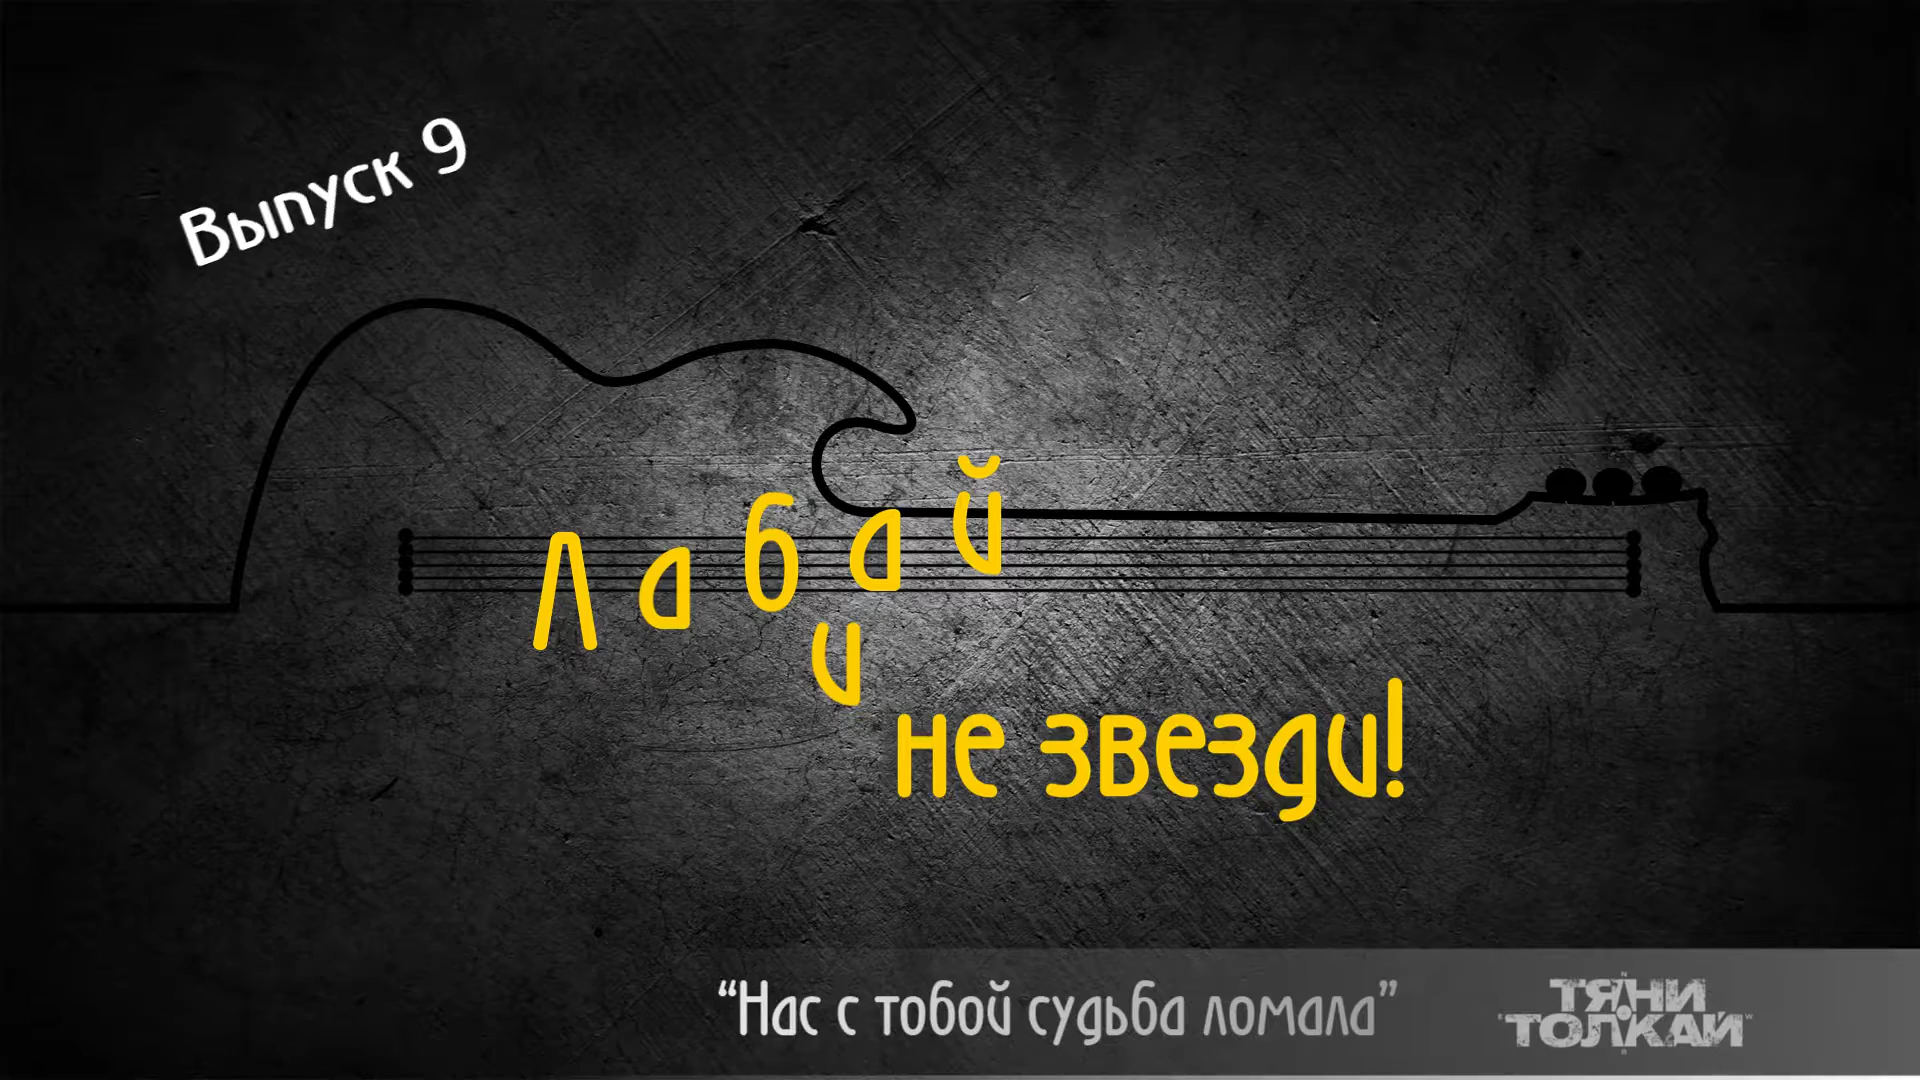 Выпуск 9
Лабай
и
не звезди!
“Нас с тобой судьба ломала”
ТЯНИ
ТОЛКАЙ